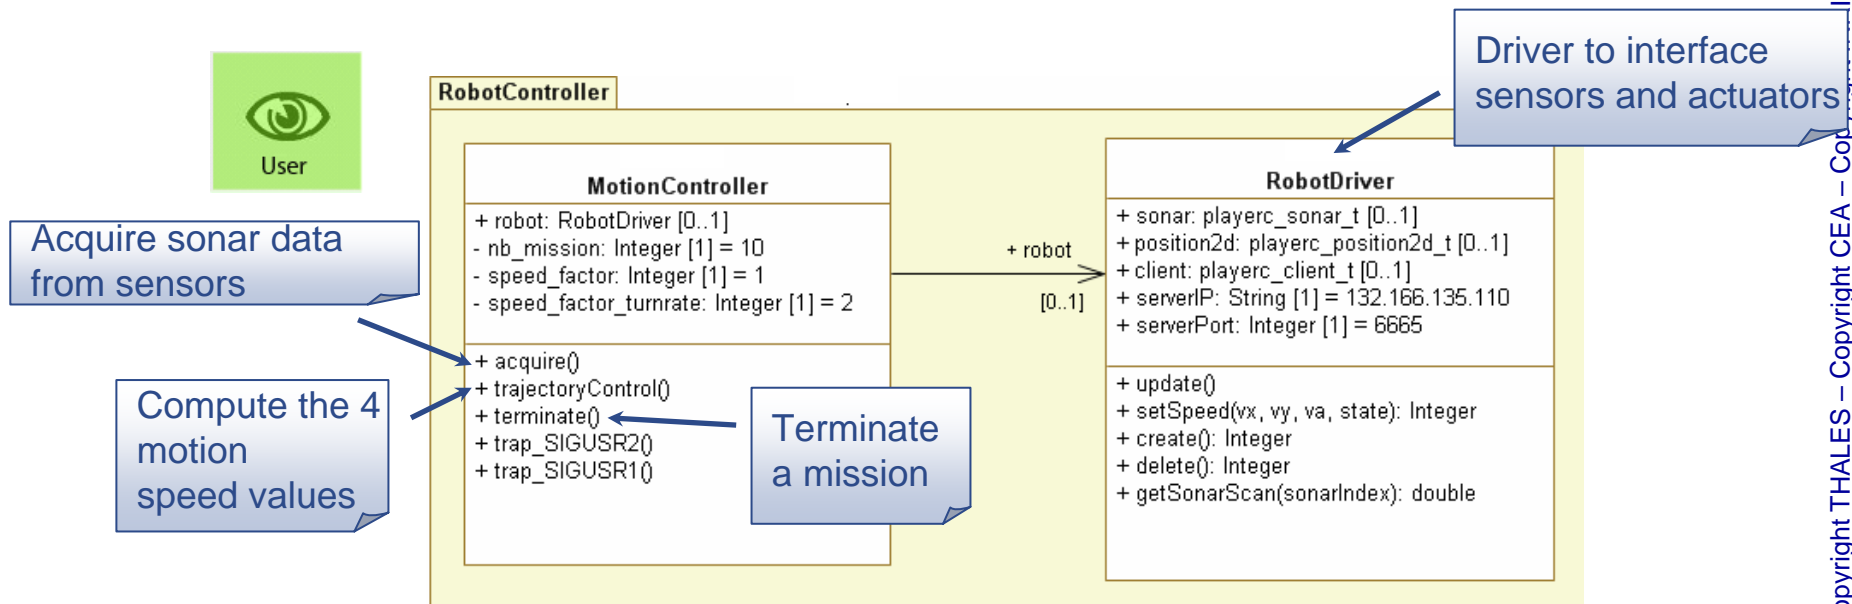 Driver to interface
sensors and actuators
User
RobotController
MotionController
+ robot: RobotDriver [0..1]
- nb_mission: Integer [1] = 10
- speed_factor: Integer [1] = 1
- speed_factor_turnrate: Integer [1] = 2
+ acquire()
+ trajectoryControl()
+ terminate()
+ trap_SIGUSR2()
+ trap_SIGUSR1()
+ robot
[0..1]
RobotDriver
+ sonar: playerc_sonar_t [0..1]
+ position2d: playerc_position2d_t [0..1]
+ client: playerc_client_t [0..1]
+ serverIP: String [1] = 132.166.135.110
+ serverPort: Integer [1] = 6665
+ update()
+ setSpeed(vx, vy, va, state): Integer
+ create(): Integer
+ delete(): Integer
+ getSonarScan(sonarIndex): double
Acquire sonar data
from sensors
Compute the 4
motion
speed values
Terminate
a mission
THALES – Copyright CEA –